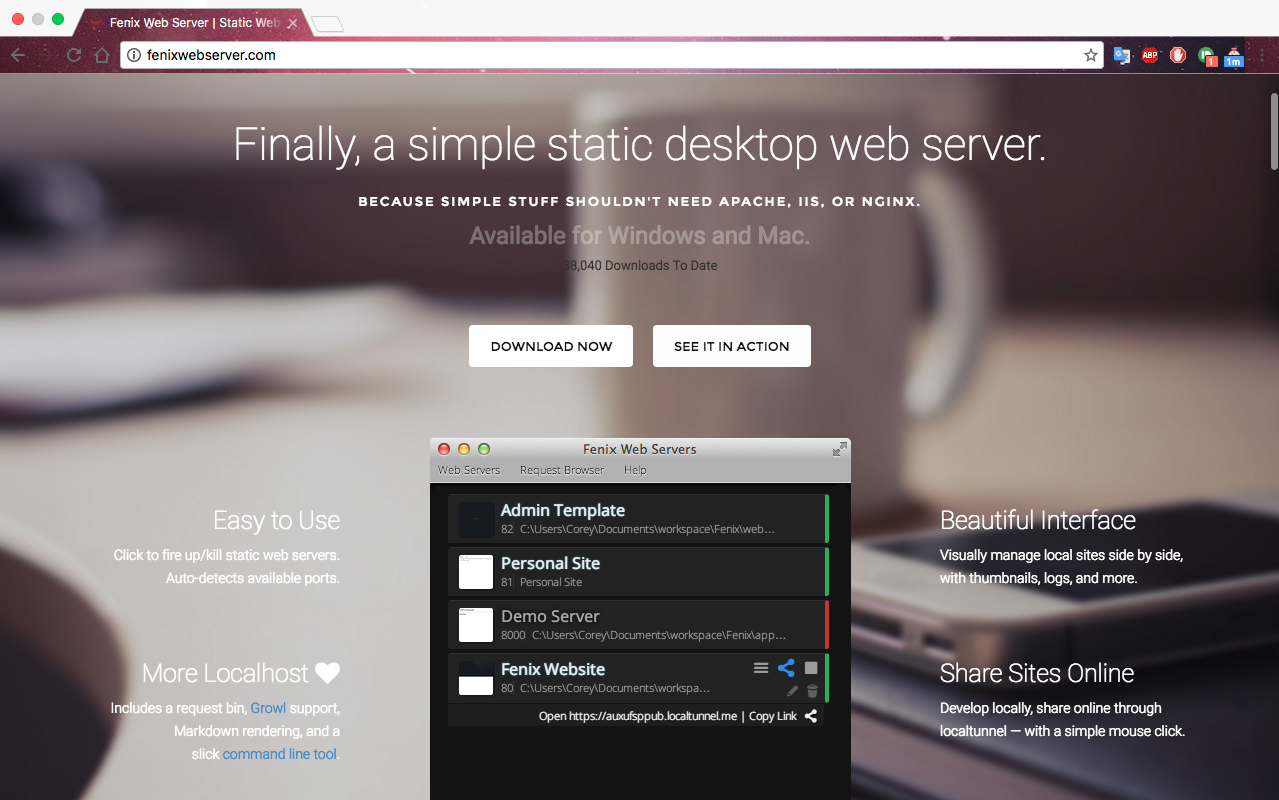 Fenix Web Server | Static Web
fenixwebserver.com
ABP
1
1m
Finally, a simple static desktop web server.
BECAUSE SIMPLE STUFF SHOULDN'T NEED APACHE, IIS, OR NGINX.
Available for Windows and Mac.
38,040 Downloads To Date
DOWNLOAD NOW
SEE IT IN ACTION
Fenix Web Servers
Web Servers Request Browser Help
Admin Template
82 C:\Users\Corey\Documents\workspace\Fenix\web...
Personal Site
81 Personal Site
Demo Server
8000 C:\Users\Corey\Documents\workspace\Fenix\app...
Fenix Website
80 C:\Users\Corey\Documents\workspa...
Open https://auxufsppub.localtunnel.me | Copy Link
Easy to Use
Click to fire up/kill static web servers.
Auto-detects available ports.
More Localhost
Includes a request bin, Growl support,
Markdown rendering, and a
slick command line tool.
Beautiful Interface
Visually manage local sites side by side,
with thumbnails, logs, and more.
Share Sites Online
Develop locally, share online through
localtunnel — with a simple mouse click.